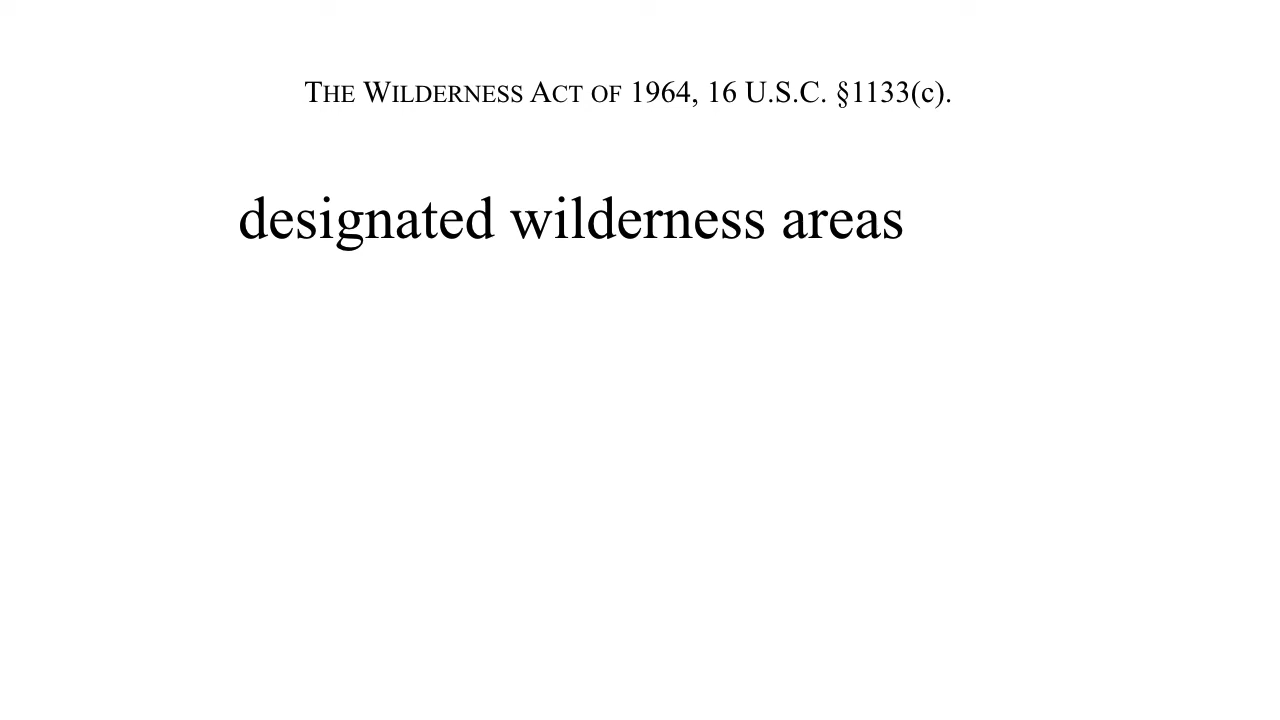 The Wilderness Act of 1964, 16 U.S.C. §1133(c).
designated wilderness areas